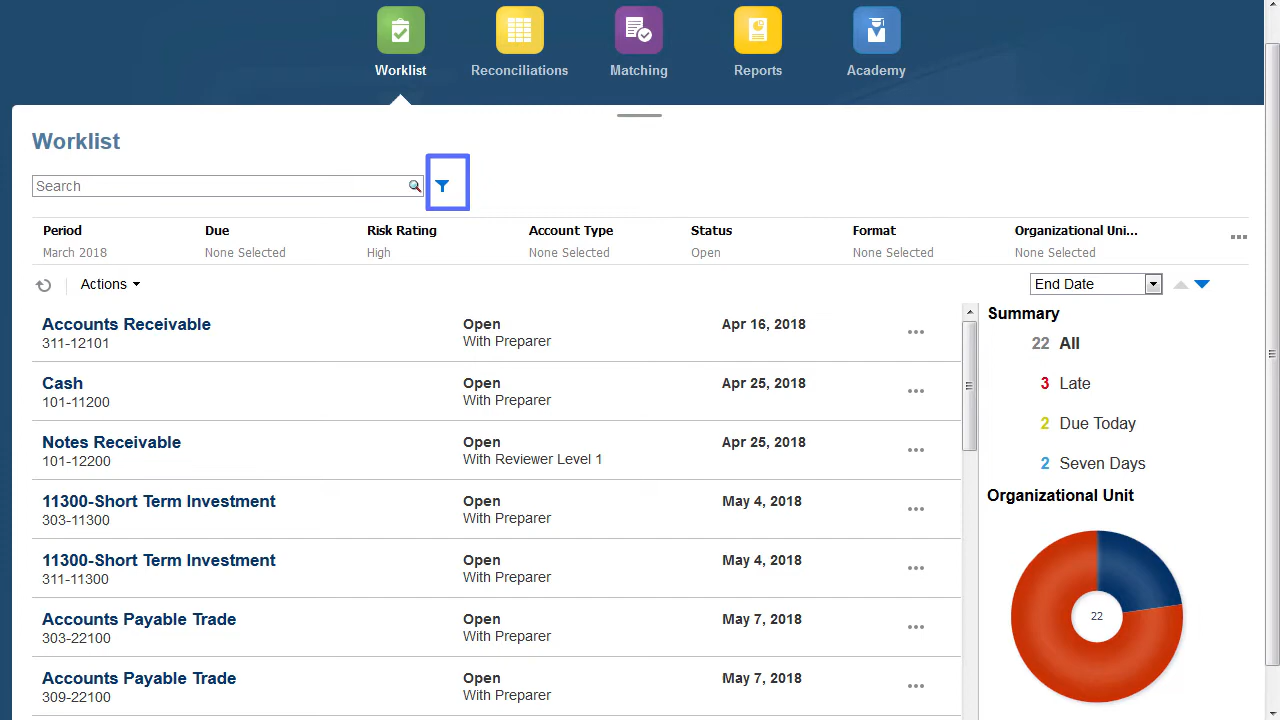 Worklist
Reconciliations
Matching
Reports
Academy
Worklist
Search
Period
Due
Risk Rating
Account Type
Status
Format
Organizational Uni...
March 2018
None Selected
High
None Selected
Open
None Selected
None Selected
Actions
End Date
Accounts Receivable
311-12101
Open
With Preparer
Apr 16, 2018
Cash
101-11200
Open
With Preparer
Apr 25, 2018
Notes Receivable
101-12200
Open
With Reviewer Level 1
Apr 25, 2018
11300-Short Term Investment
303-11300
Open
With Preparer
May 4, 2018
11300-Short Term Investment
311-11300
Open
With Preparer
May 4, 2018
Accounts Payable Trade
303-22100
Open
With Preparer
May 7, 2018
Accounts Payable Trade
309-22100
Open
With Preparer
May 7, 2018
Summary
22 All
3 Late
2 Due Today
2 Seven Days
Organizational Unit
22